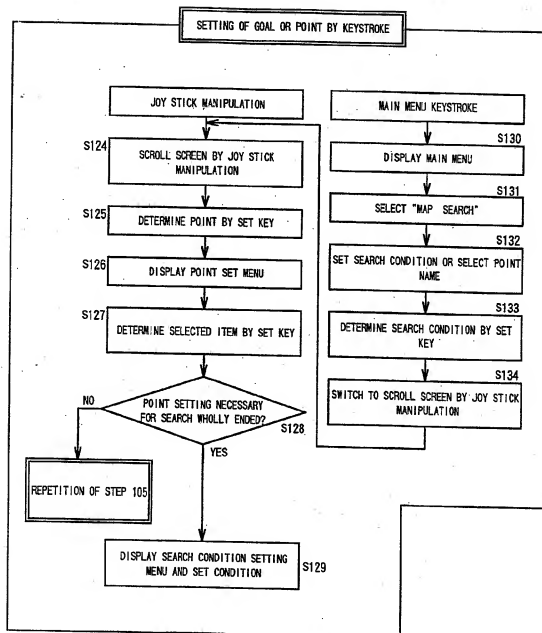 SETTING OF GOAL OR POINT BY KEYSTROKE
JOY STICK MANIPULATION
S124
SCROLL SCREEN BY JOY STICK
MANIPULATION
S125
DETERMINE POINT BY SET KEY
S126
DISPLAY POINT SET MENU
S127
DETERMINE SELECTED ITEM BY SET KEY
NO
POINT SETTING NECESSARY
FOR SEARCH WHOLLY ENDED?
S128
YES
REPETITION OF STEP 105
DISPLAY SEARCH CONDITION SETTING
MENU AND SET CONDITION
S129
MAIN MENU KEYSTROKE
S130
DISPLAY MAIN MENU
S131
SELECT "MAP SEARCH"
S132
SET SEARCH CONDITION OR SELECT POINT
NAME
S133
DETERMINE SEARCH CONDITION BY SET
KEY
S134
SWITCH TO SCROLL SCREEN BY JOY STICK
MANIPULATION